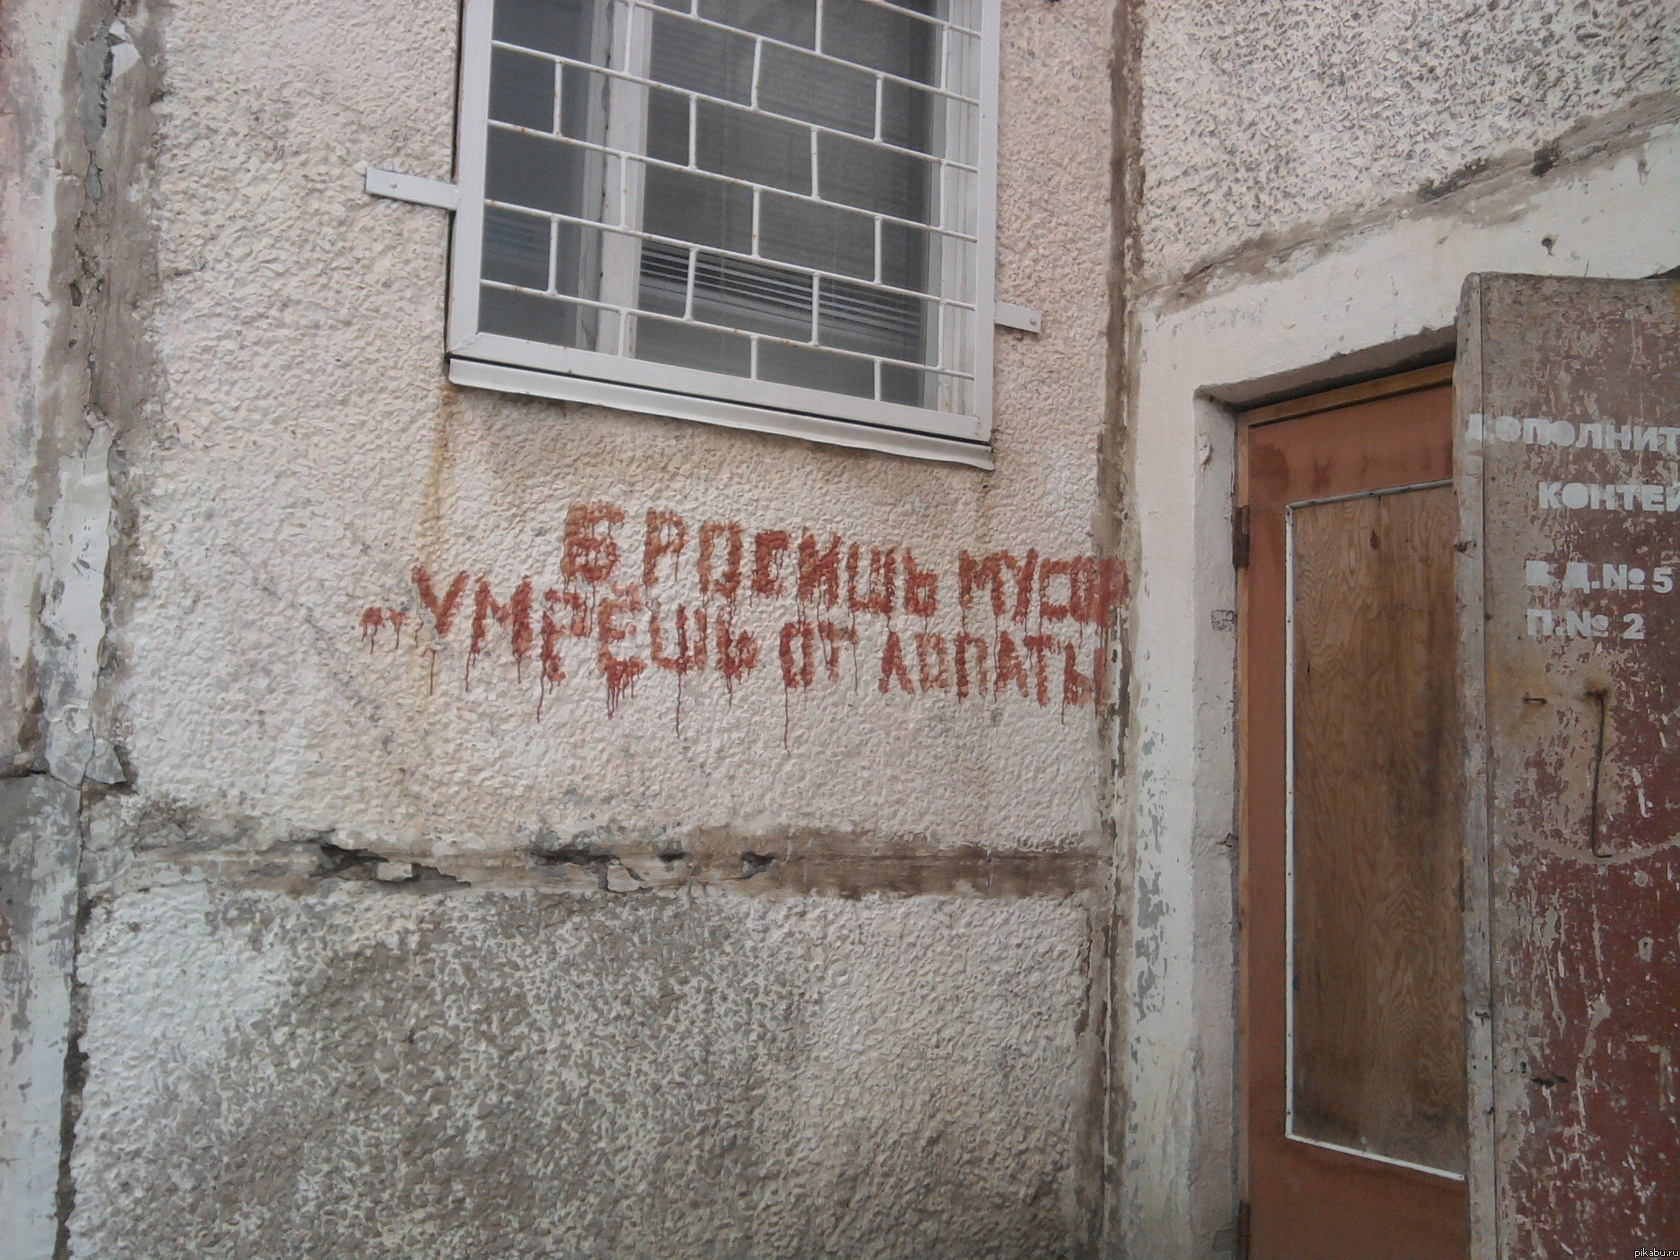 БРОСИШЬ МУСОР
..УМРЁШЬ ОТ ЛОПАТЫ
ДОПОЛНИТ
КОНТЕЙ
В.Д.№5
П.№2
pikabu.ru